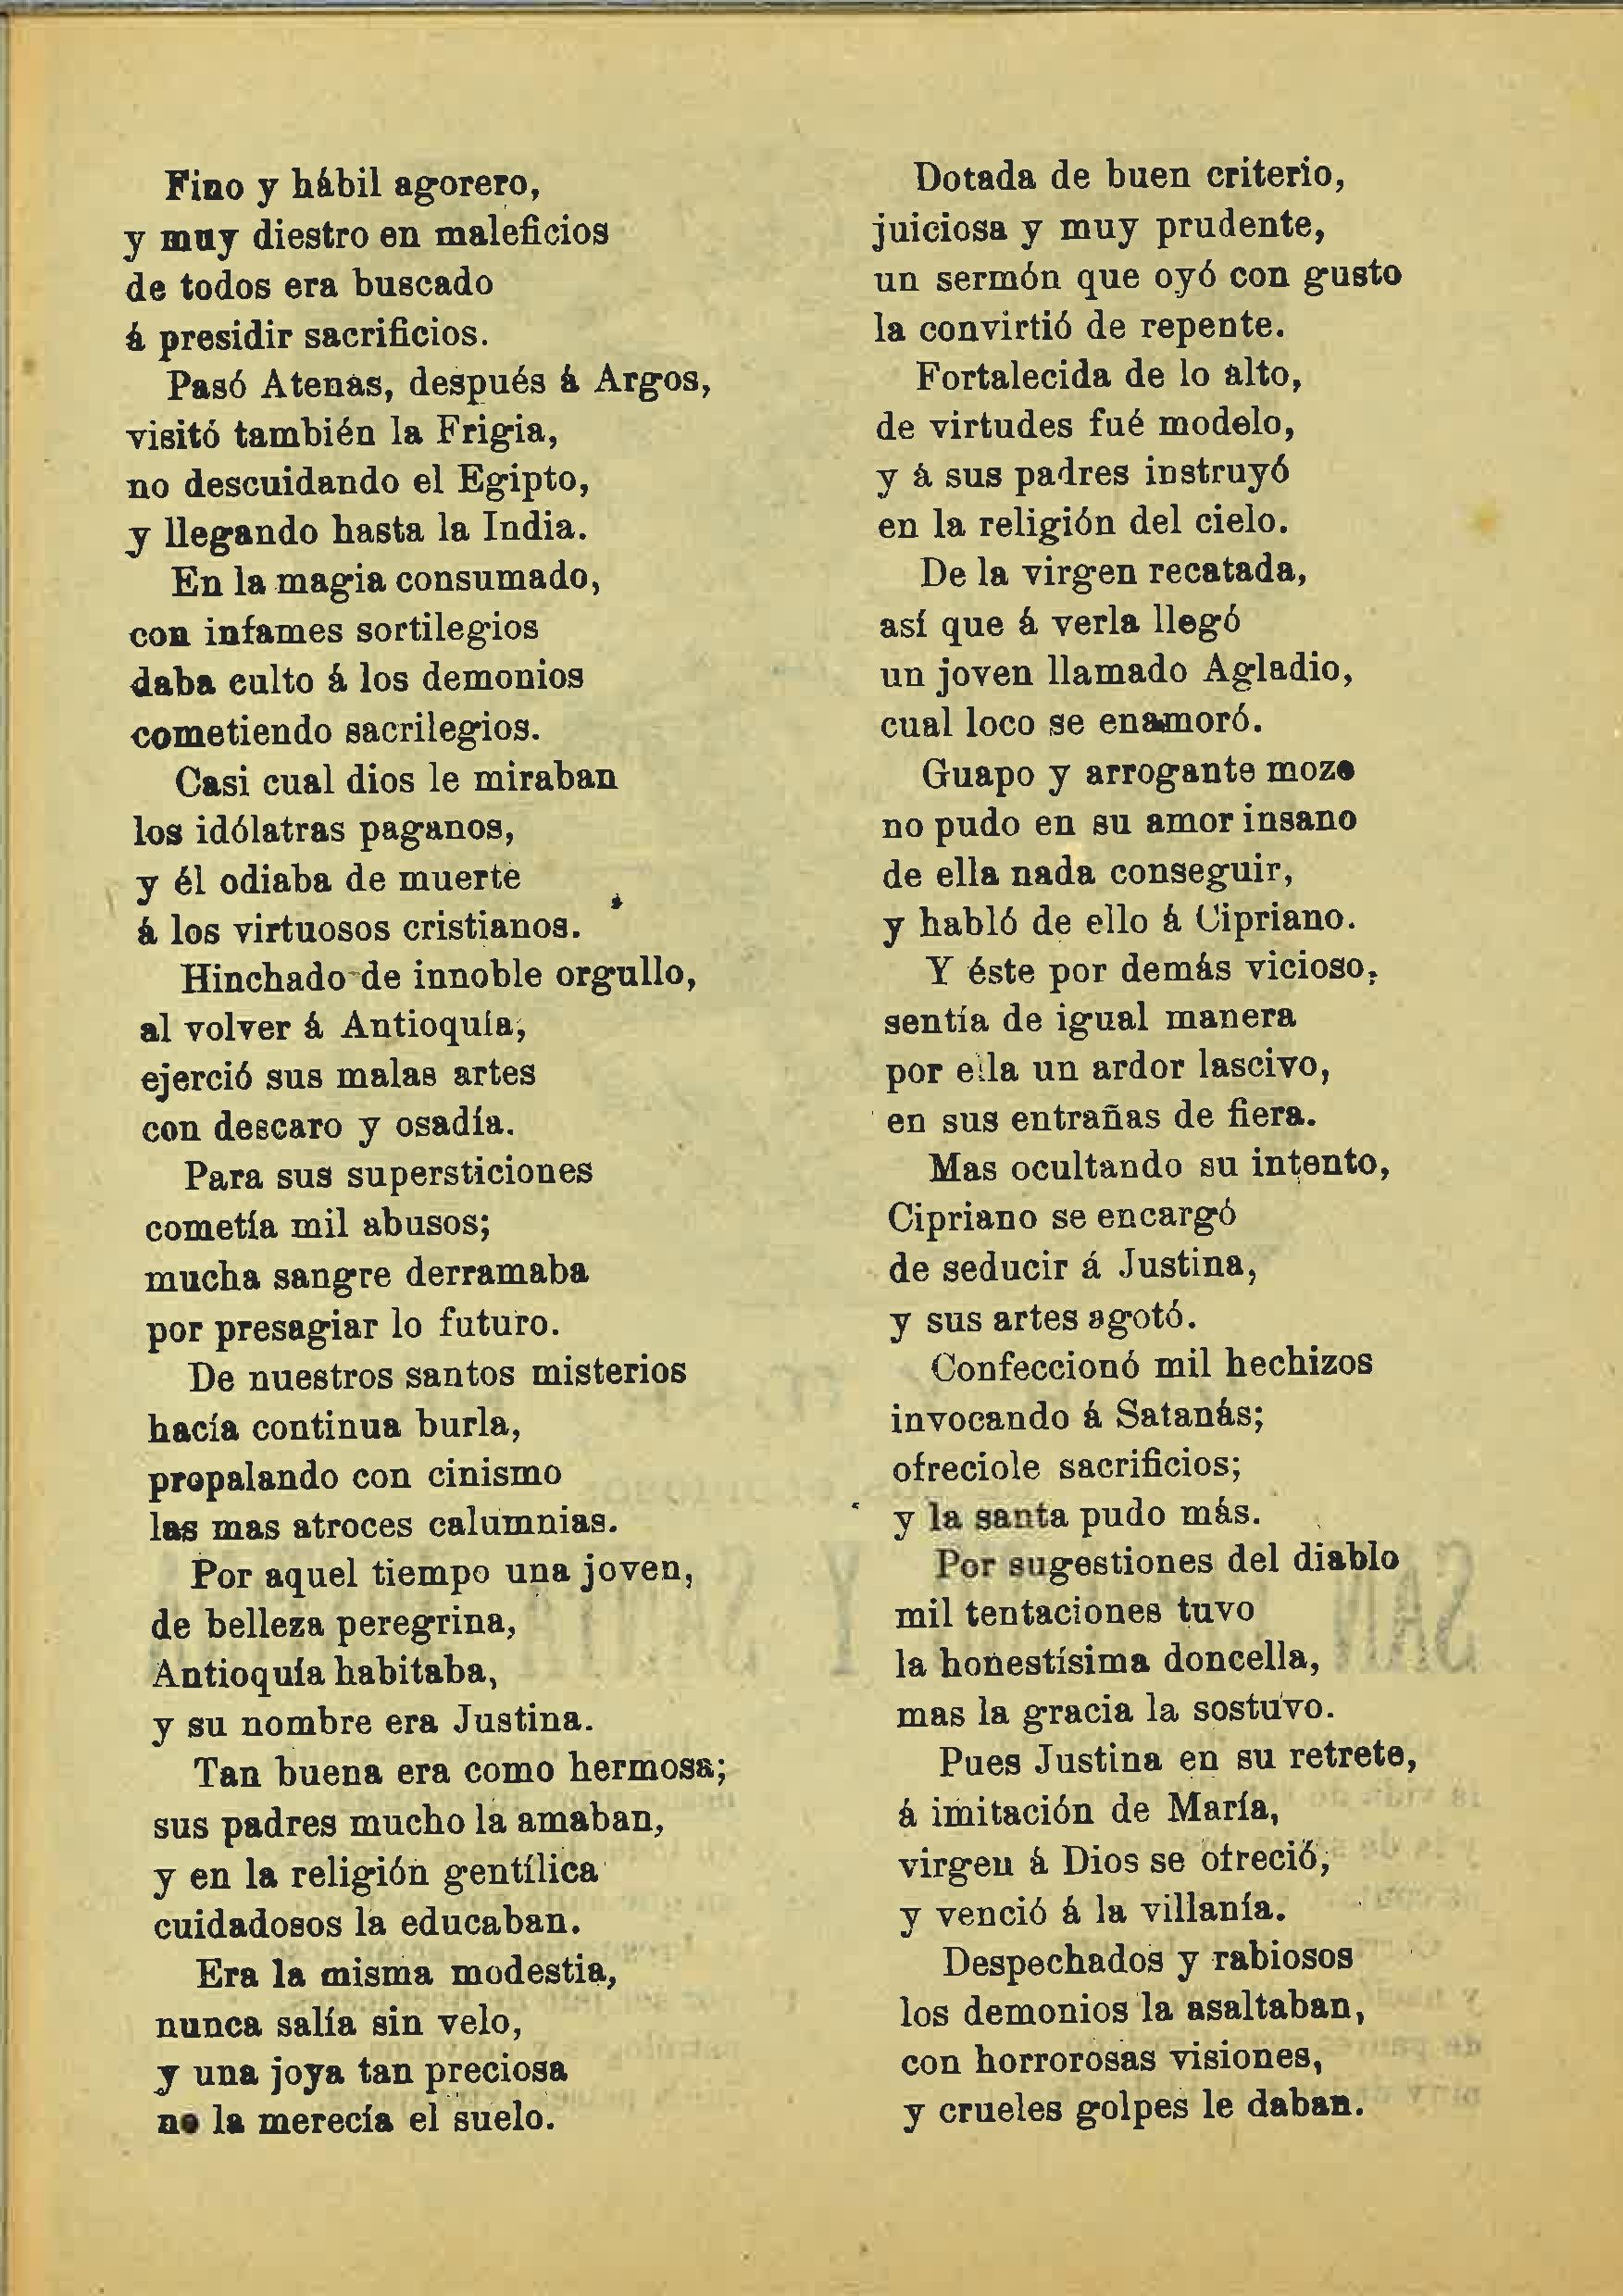 Fino y hábil agorero,
y muy diestro en maleficios
de todos era buscado
á presidir sacrificios.
Pasó Atenas, después á Argos,
visitó también la Frigia,
no descuidando el Egipto,
y llegando hasta la India.
En la magia consumado,
con infames sortilegios
daba culto á los demonios
cometiendo sacrilegios.
Casi cual dios le miraban
los idólatras paganos,
y él odiaba de muerte
á los virtuosos cristianos.
Hinchado de innoble orgullo,
al volver á Antioquía,
ejerció sus malas artes
con descaro y osadía.
Para sus supersticiones
cometía mil abusos;
mucha sangre derramaba
por presagiar lo futuro.
De nuestros santos misterios
hacía continua burla,
propalando con cinismo
las mas atroces calumnias.
Por aquel tiempo una joven,
de belleza peregrina,
Antioquía habitaba,
y su nombre era Justina.
Tan buena era como hermosa;
sus padres mucho la amaban,
y en la religión gentílica
cuidadosos la educaban.
Era la misma modestia,
nunca salía sin velo,
y una joya tan preciosa
no la merecía el suelo.
Dotada de buen criterio,
juiciosa y muy prudente,
un sermón que oyó con gusto
la convirtió de repente.
Fortalecida de lo alto,
de virtudes fué modelo,
y á sus padres instruyó
en la religión del cielo.
De la virgen recatada,
así que á verla llegó
un joven llamado Agladio,
cual loco se enamoró.
Guapo y arrogante mozo
no pudo en su amor insano
de ella nada conseguir,
y habló de ello á Cipriano.
Y éste por demás vicioso,
sentía de igual manera
por ella un ardor lascivo,
en sus entrañas de fiera.
Mas ocultando su intento,
Cipriano se encargó
de seducir á Justina,
y sus artes agotó.
Confeccionó mil hechizos
invocando á Satanás;
ofreciole sacrificios;
y la santa pudo más.
Por sugestiones del diablo
mil tentaciones tuvo
la honestísima doncella,
mas la gracia la sostuvo.
Pues Justina en su retrete,
á imitación de María,
virgen á Dios se ofreció,
y venció á la villanía.
Despechados y rabiosos
los demonios la asaltaban,
con horrorosas visiones,
y crueles golpes le daban.